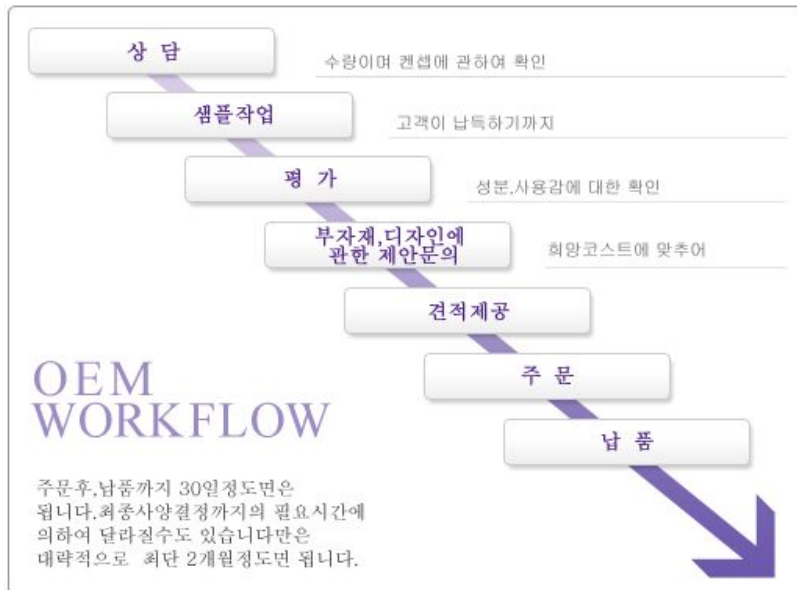 상 담
수량이며 켄셉에 관하여 확인
샘플작업
고객이 납득하기까지
평 가
성분.사용감에 대한 확인
부자재,디자인에
관한 제안문의
희망코스트에 맞추어
견적제공
주 문
납 품
OEM
WORKFLOW
주문후,납품까지 30일정도면은
됩니다.최종사양결정까지의 필요시간에
의하여 달라질수도 있습니다만은
대략적으로 최단 2개월정도면 됩니다.